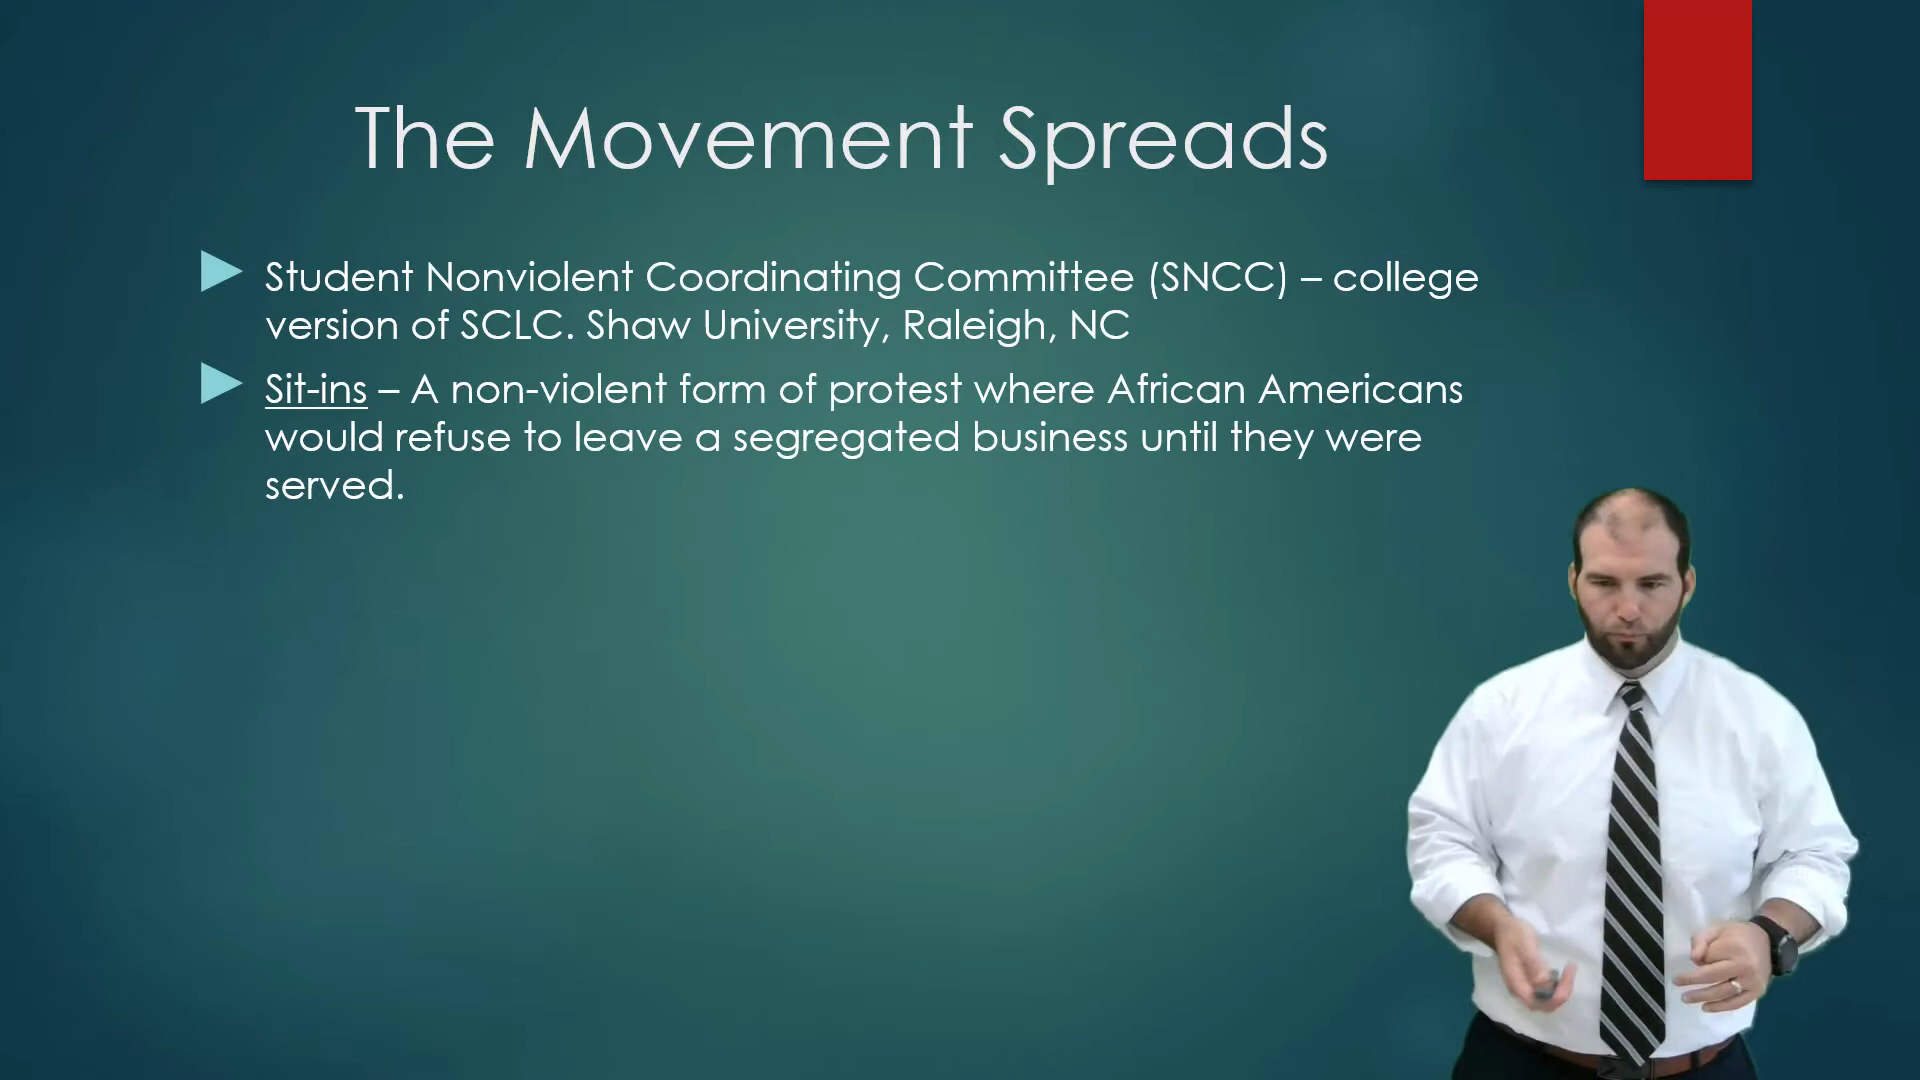 The Movement Spreads
Student Nonviolent Coordinating Committee (SNCC) – college
version of SCLC. Shaw University, Raleigh, NC
Sit-ins – A non-violent form of protest where African Americans
would refuse to leave a segregated business until they were
served.